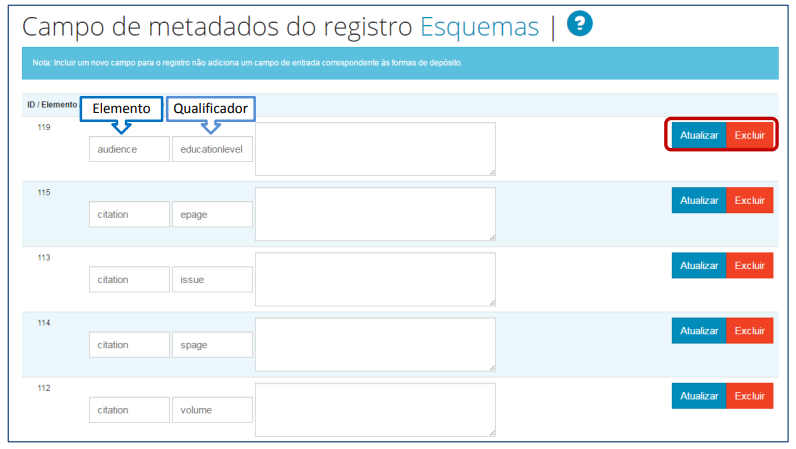 Campo de metadados do registro Esquemas | ?
Nota: Incluir um novo campo para o registro não adiciona um campo de entrada correspondente às formas de depósito.
ID / Elemento
Elemento Qualificador
119
audience educationlevel Atualizar Excluir
115
citation epage Atualizar Excluir
113
citation issue Atualizar Excluir
114
citation spage Atualizar Excluir
112
citation volume Atualizar Excluir